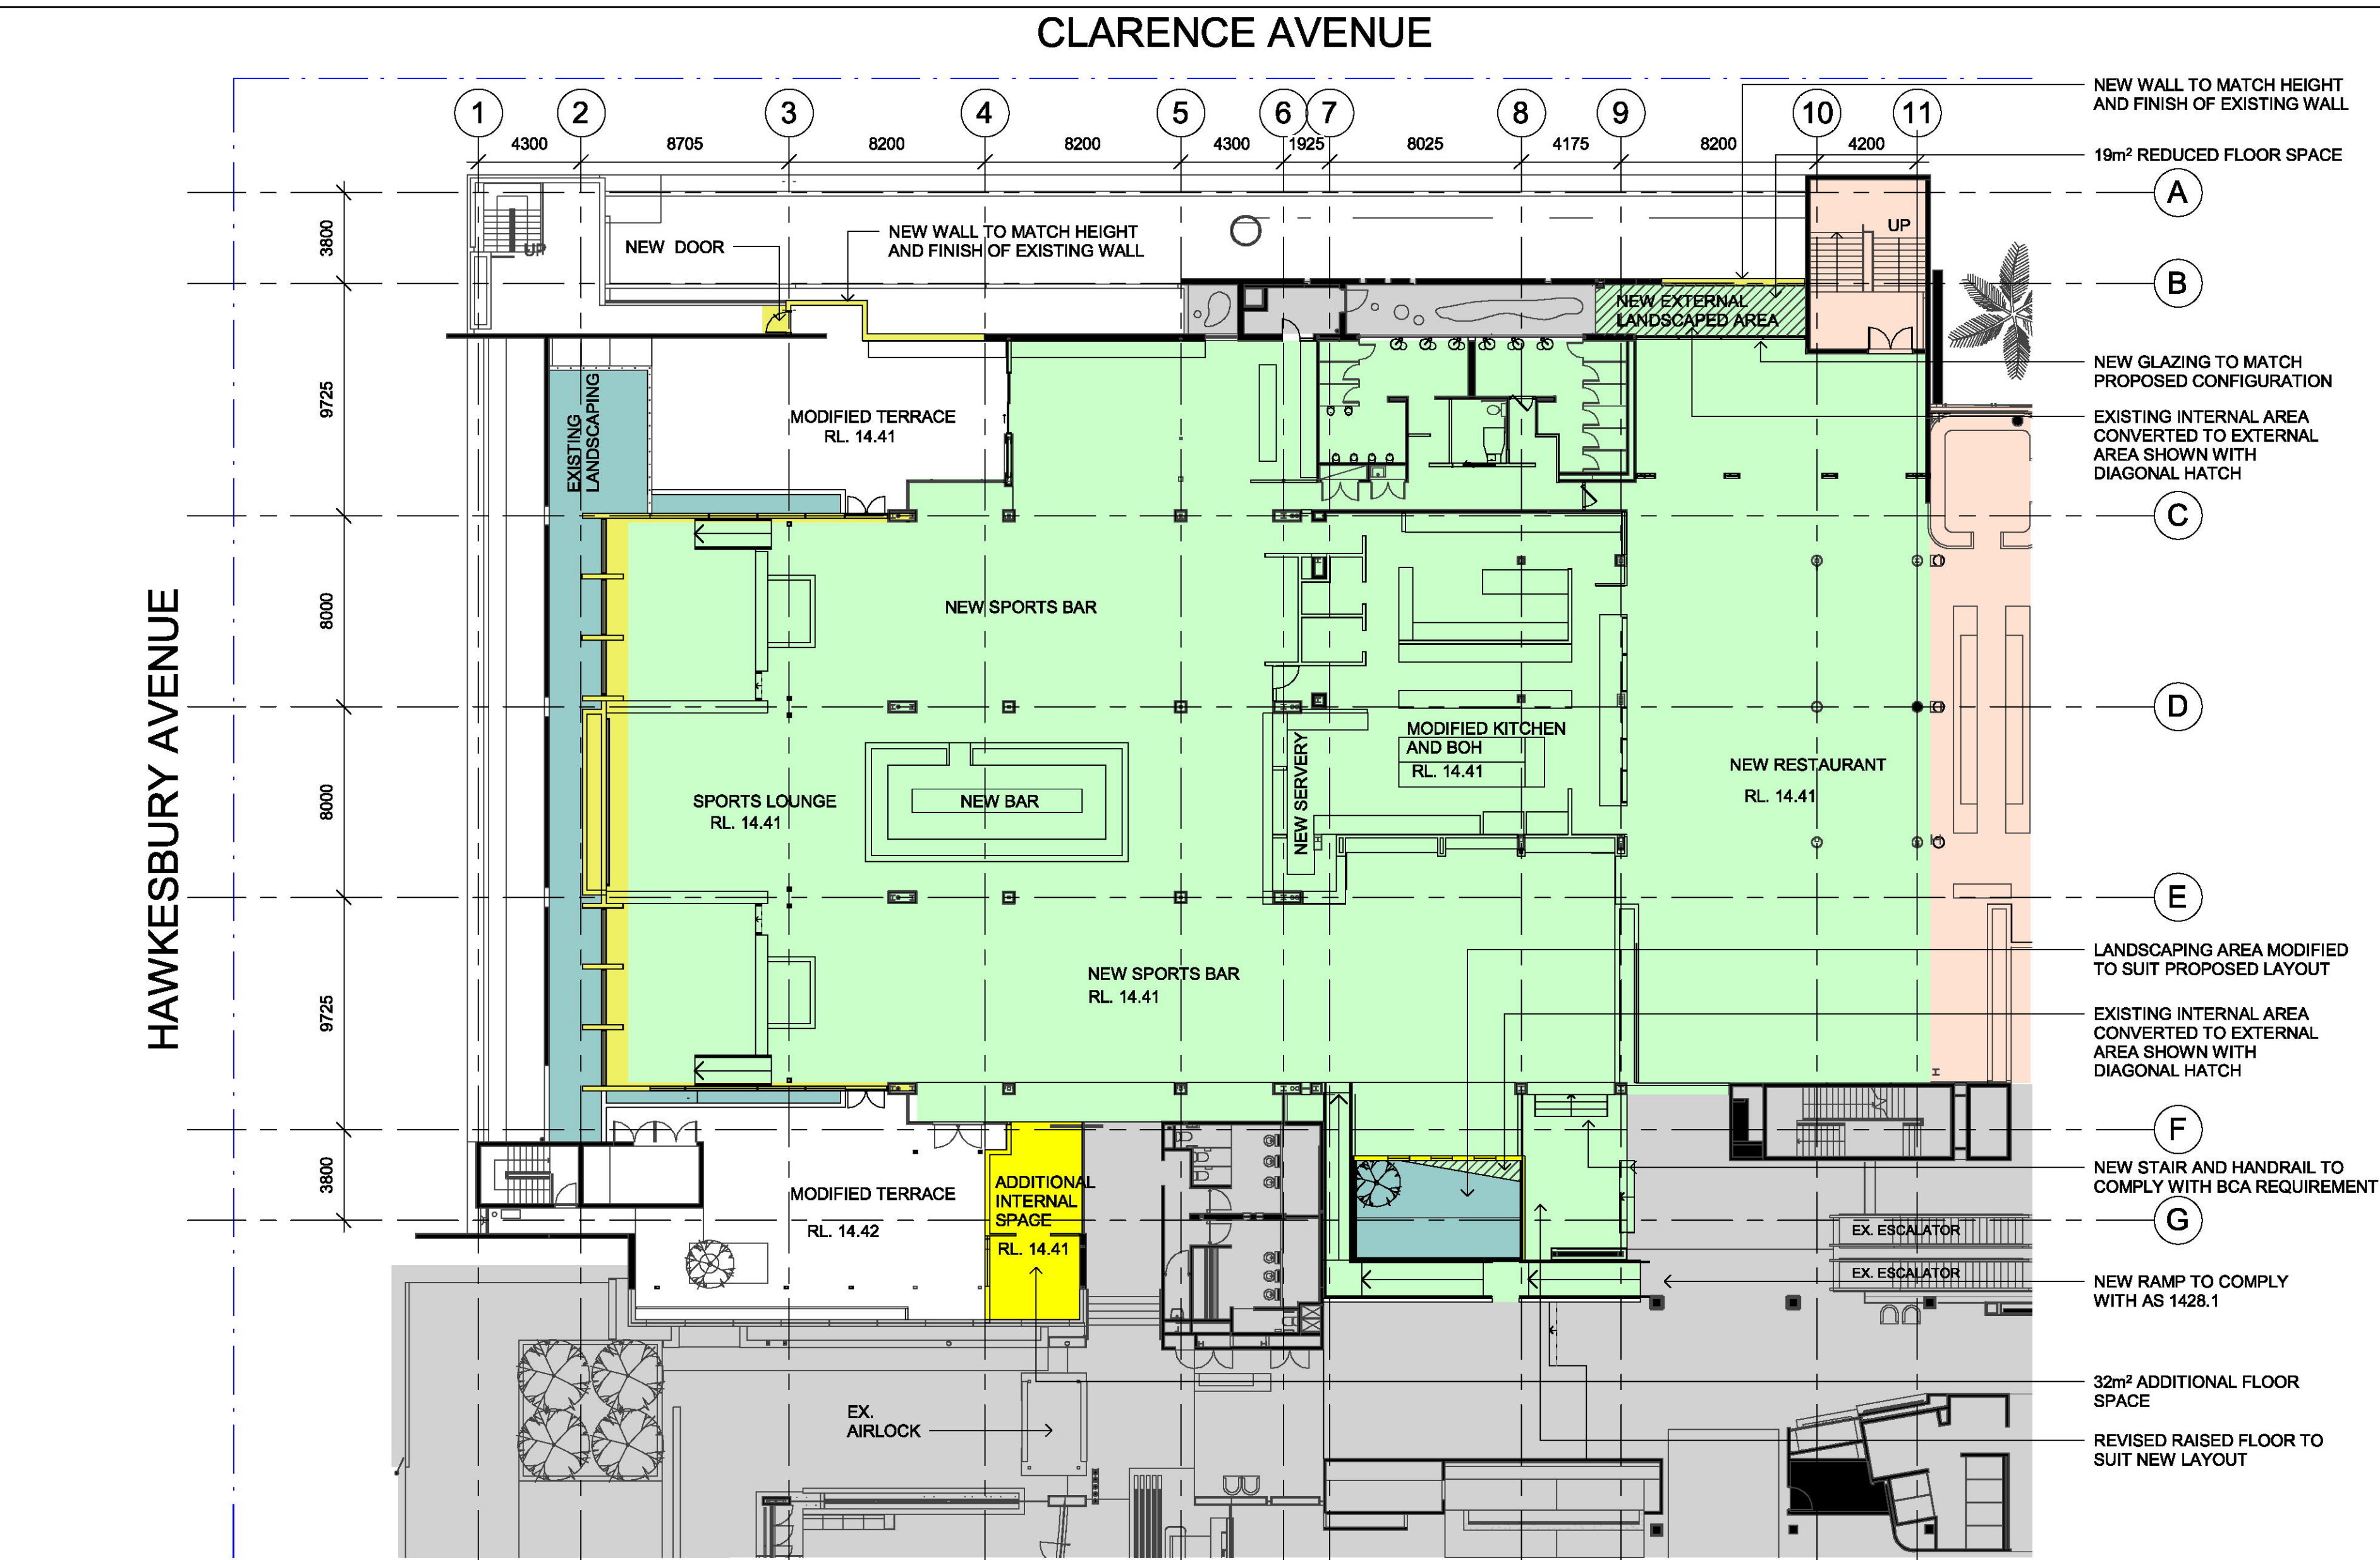 CLARENCE AVENUE
HAWKESBURY AVENUE
1
2
3
4
5
6
7
8
9
10
11
4300
8705
8200
8200
4300
1925
8025
4175
8200
4200
3800
9725
8000
8000
9725
3800
A
B
C
D
E
F
G
NEW WALL TO MATCH HEIGHT
AND FINISH OF EXISTING WALL
19m² REDUCED FLOOR SPACE
UP
NEW DOOR
NEW WALL TO MATCH HEIGHT
AND FINISH OF EXISTING WALL
UP
NEW EXTERNAL
LANDSCAPED AREA
NEW GLAZING TO MATCH
PROPOSED CONFIGURATION
EXISTING
LANDSCAPING
MODIFIED TERRACE
RL. 14.41
EXISTING INTERNAL AREA
CONVERTED TO EXTERNAL
AREA SHOWN WITH
DIAGONAL HATCH
NEW SPORTS BAR
MODIFIED KITCHEN
AND BOH
RL. 14.41
NEW RESTAURANT
RL. 14.41
SPORTS LOUNGE
RL. 14.41
NEW BAR
NEW SERVERY
NEW SPORTS BAR
RL. 14.41
LANDSCAPING AREA MODIFIED
TO SUIT PROPOSED LAYOUT
EXISTING INTERNAL AREA
CONVERTED TO EXTERNAL
AREA SHOWN WITH
DIAGONAL HATCH
NEW STAIR AND HANDRAIL TO
COMPLY WITH BCA REQUIREMENT
MODIFIED TERRACE
RL. 14.42
ADDITIONAL
INTERNAL
SPACE
RL. 14.41
EX. ESCALATOR
EX. ESCALATOR
NEW RAMP TO COMPLY
WITH AS 1428.1
32m² ADDITIONAL FLOOR
SPACE
EX.
AIRLOCK
REVISED RAISED FLOOR TO
SUIT NEW LAYOUT